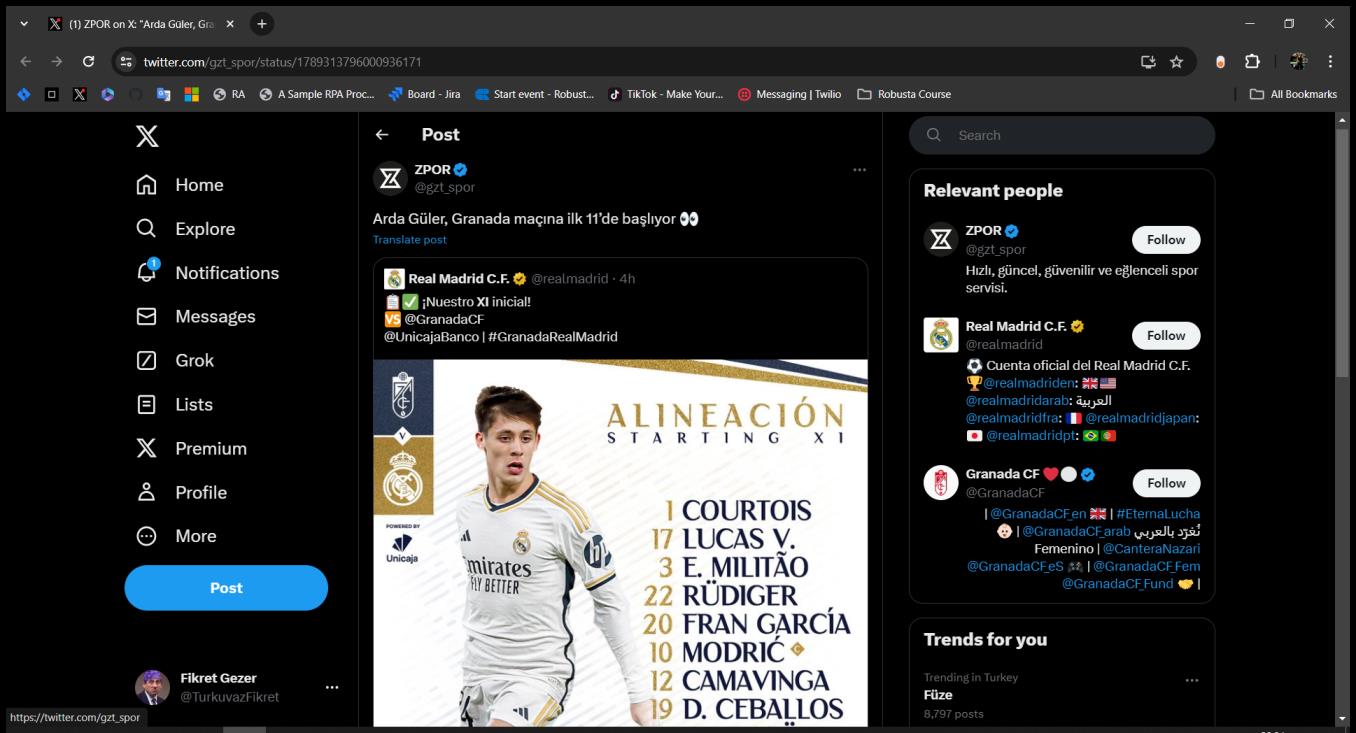 (1) ZPOR on X: "Arda Güler, Gra
twitter.com/gzt_spor/status/1789313796000936171
RA
A Sample RPA Proc...
Board - Jira
Start event - Robust...
TikTok - Make Your...
Messaging | Twilio
Robusta Course
All Bookmarks
Home
Explore
1
Notifications
Messages
Grok
Lists
Premium
Profile
More
Post
Fikret Gezer
@TurkuvazFikret
https://twitter.com/gzt_spor
Post
ZPOR
@gzt_spor
Arda Güler, Granada maçına ilk 11’de başlıyor 👀
Translate post
Real Madrid C.F. @realmadrid · 4h
📋✅ ¡Nuestro XI inicial!
🆚 @GranadaCF
@UnicajaBanco | #GranadaRealMadrid
V
POWERED BY
Unicaja
Emirates
FLY BETTER
ALINEACIÓN
STARTING XI
1 COURTOIS
17 LUCAS V.
3 E. MILITÃO
22 RÜDIGER
20 FRAN GARCÍA
10 MODRIĆ C
12 CAMAVINGA
19 D. CEBALLOS
Search
Relevant people
ZPOR
@gzt_spor
Follow
Hızlı, güncel, güvenilir ve eğlenceli spor
servisi.
Real Madrid C.F.
@realmadrid
Follow
⚽ Cuenta oficial del Real Madrid C.F.
🏆@realmadriden: 🇬🇧🇺🇸
@realmadridarab: العربية
@realmadridfra: 🇫🇷 @realmadridjapan:
🇯🇵 @realmadridpt: 🇧🇷🇵🇹
Granada CF ❤️⚪
@GranadaCF
Follow
| @GranadaCF_en 🇬🇧 | #EternaLucha
👶🏻 | @GranadaCF_arab نُغرّد بالعربي
Femenino | @CanteraNazari
@GranadaCF_eS 🎮 | @GranadaCF_Fem
@GranadaCF_Fund 🤝 |
Trends for you
Trending in Turkey
Füze
8,797 posts